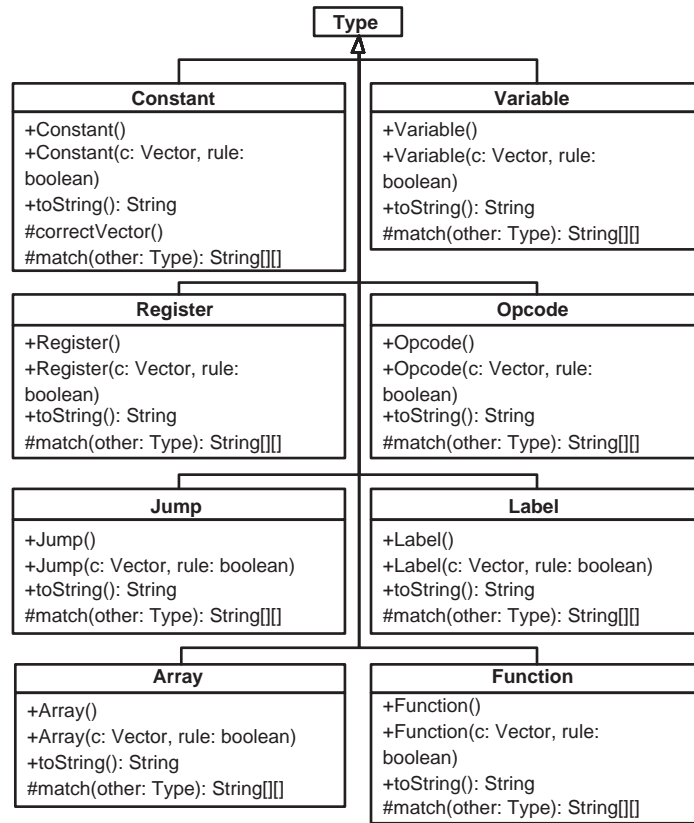 Type
Constant
+Constant()
+Constant(c: Vector, rule:
boolean)
+toString(): String
#correctVector()
#match(other: Type): String[][]
Variable
+Variable()
+Variable(c: Vector, rule:
boolean)
+toString(): String
#match(other: Type): String[][]
Register
+Register()
+Register(c: Vector, rule:
boolean)
+toString(): String
#match(other: Type): String[][]
Opcode
+Opcode()
+Opcode(c: Vector, rule:
boolean)
+toString(): String
#match(other: Type): String[][]
Jump
+Jump()
+Jump(c: Vector, rule: boolean)
+toString(): String
#match(other: Type): String[][]
Label
+Label()
+Label(c: Vector, rule: boolean)
+toString(): String
#match(other: Type): String[][]
Array
+Array()
+Array(c: Vector, rule: boolean)
+toString(): String
#match(other: Type): String[][]
Function
+Function()
+Function(c: Vector, rule:
boolean)
+toString(): String
#match(other: Type): String[][]